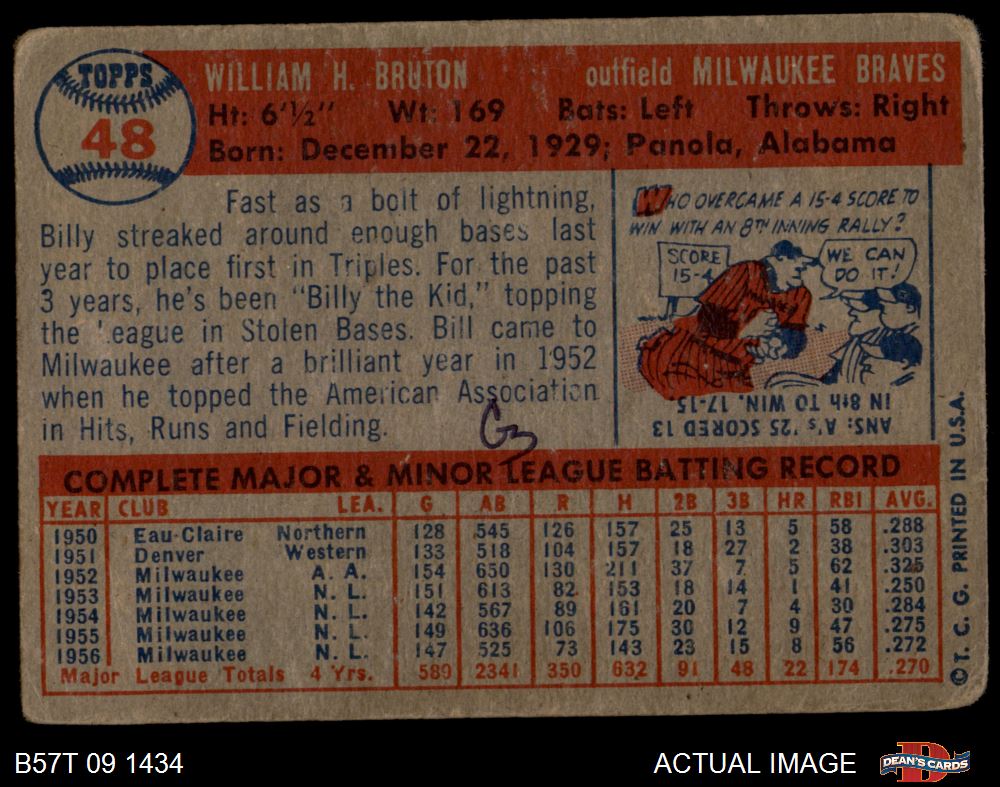 TOPPS
48
WILLIAM H. BRUTON outfield MILWAUKEE BRAVES
Ht: 6'½" Wt: 169 Bats: Left Throws: Right
Born: December 22, 1929; Panola, Alabama
Fast as a bolt of lightning,
Billy streaked around enough bases last
year to place first in Triples. For the past
3 years, he's been "Billy the Kid," topping
the League in Stolen Bases. Bill came to
Milwaukee after a brilliant year in 1952
when he topped the American Association
in Hits, Runs and Fielding.
WHO OVERCAME A 15-4 SCORE TO
WIN WITH AN 8TH INNING RALLY?
SCORE
15-4
WE CAN
DO IT!
ANS: A's '25 SCORED 13
IN 8th TO WIN, 17-15
COMPLETE MAJOR & MINOR LEAGUE BATTING RECORD
YEAR CLUB LEA. G AB R H 2B 3B HR RBI AVG.
1950 Eau-Claire Northern 128 545 126 157 25 13 5 58 .288
1951 Denver Western 133 518 104 157 18 27 2 38 .303
1952 Milwaukee A. A. 154 650 130 211 37 7 5 62 .325
1953 Milwaukee N. L. 151 613 82 153 18 14 1 41 .250
1954 Milwaukee N. L. 142 567 89 161 20 7 4 30 .284
1955 Milwaukee N. L. 149 636 106 175 30 12 9 47 .275
1956 Milwaukee N. L. 147 525 73 143 23 15 8 56 .272
Major League Totals 4 Yrs. 589 2341 350 632 91 48 22 174 .270
© T. C. G. PRINTED IN U.S.A.
B57T 09 1434 ACTUAL IMAGE DEAN'S CARDS